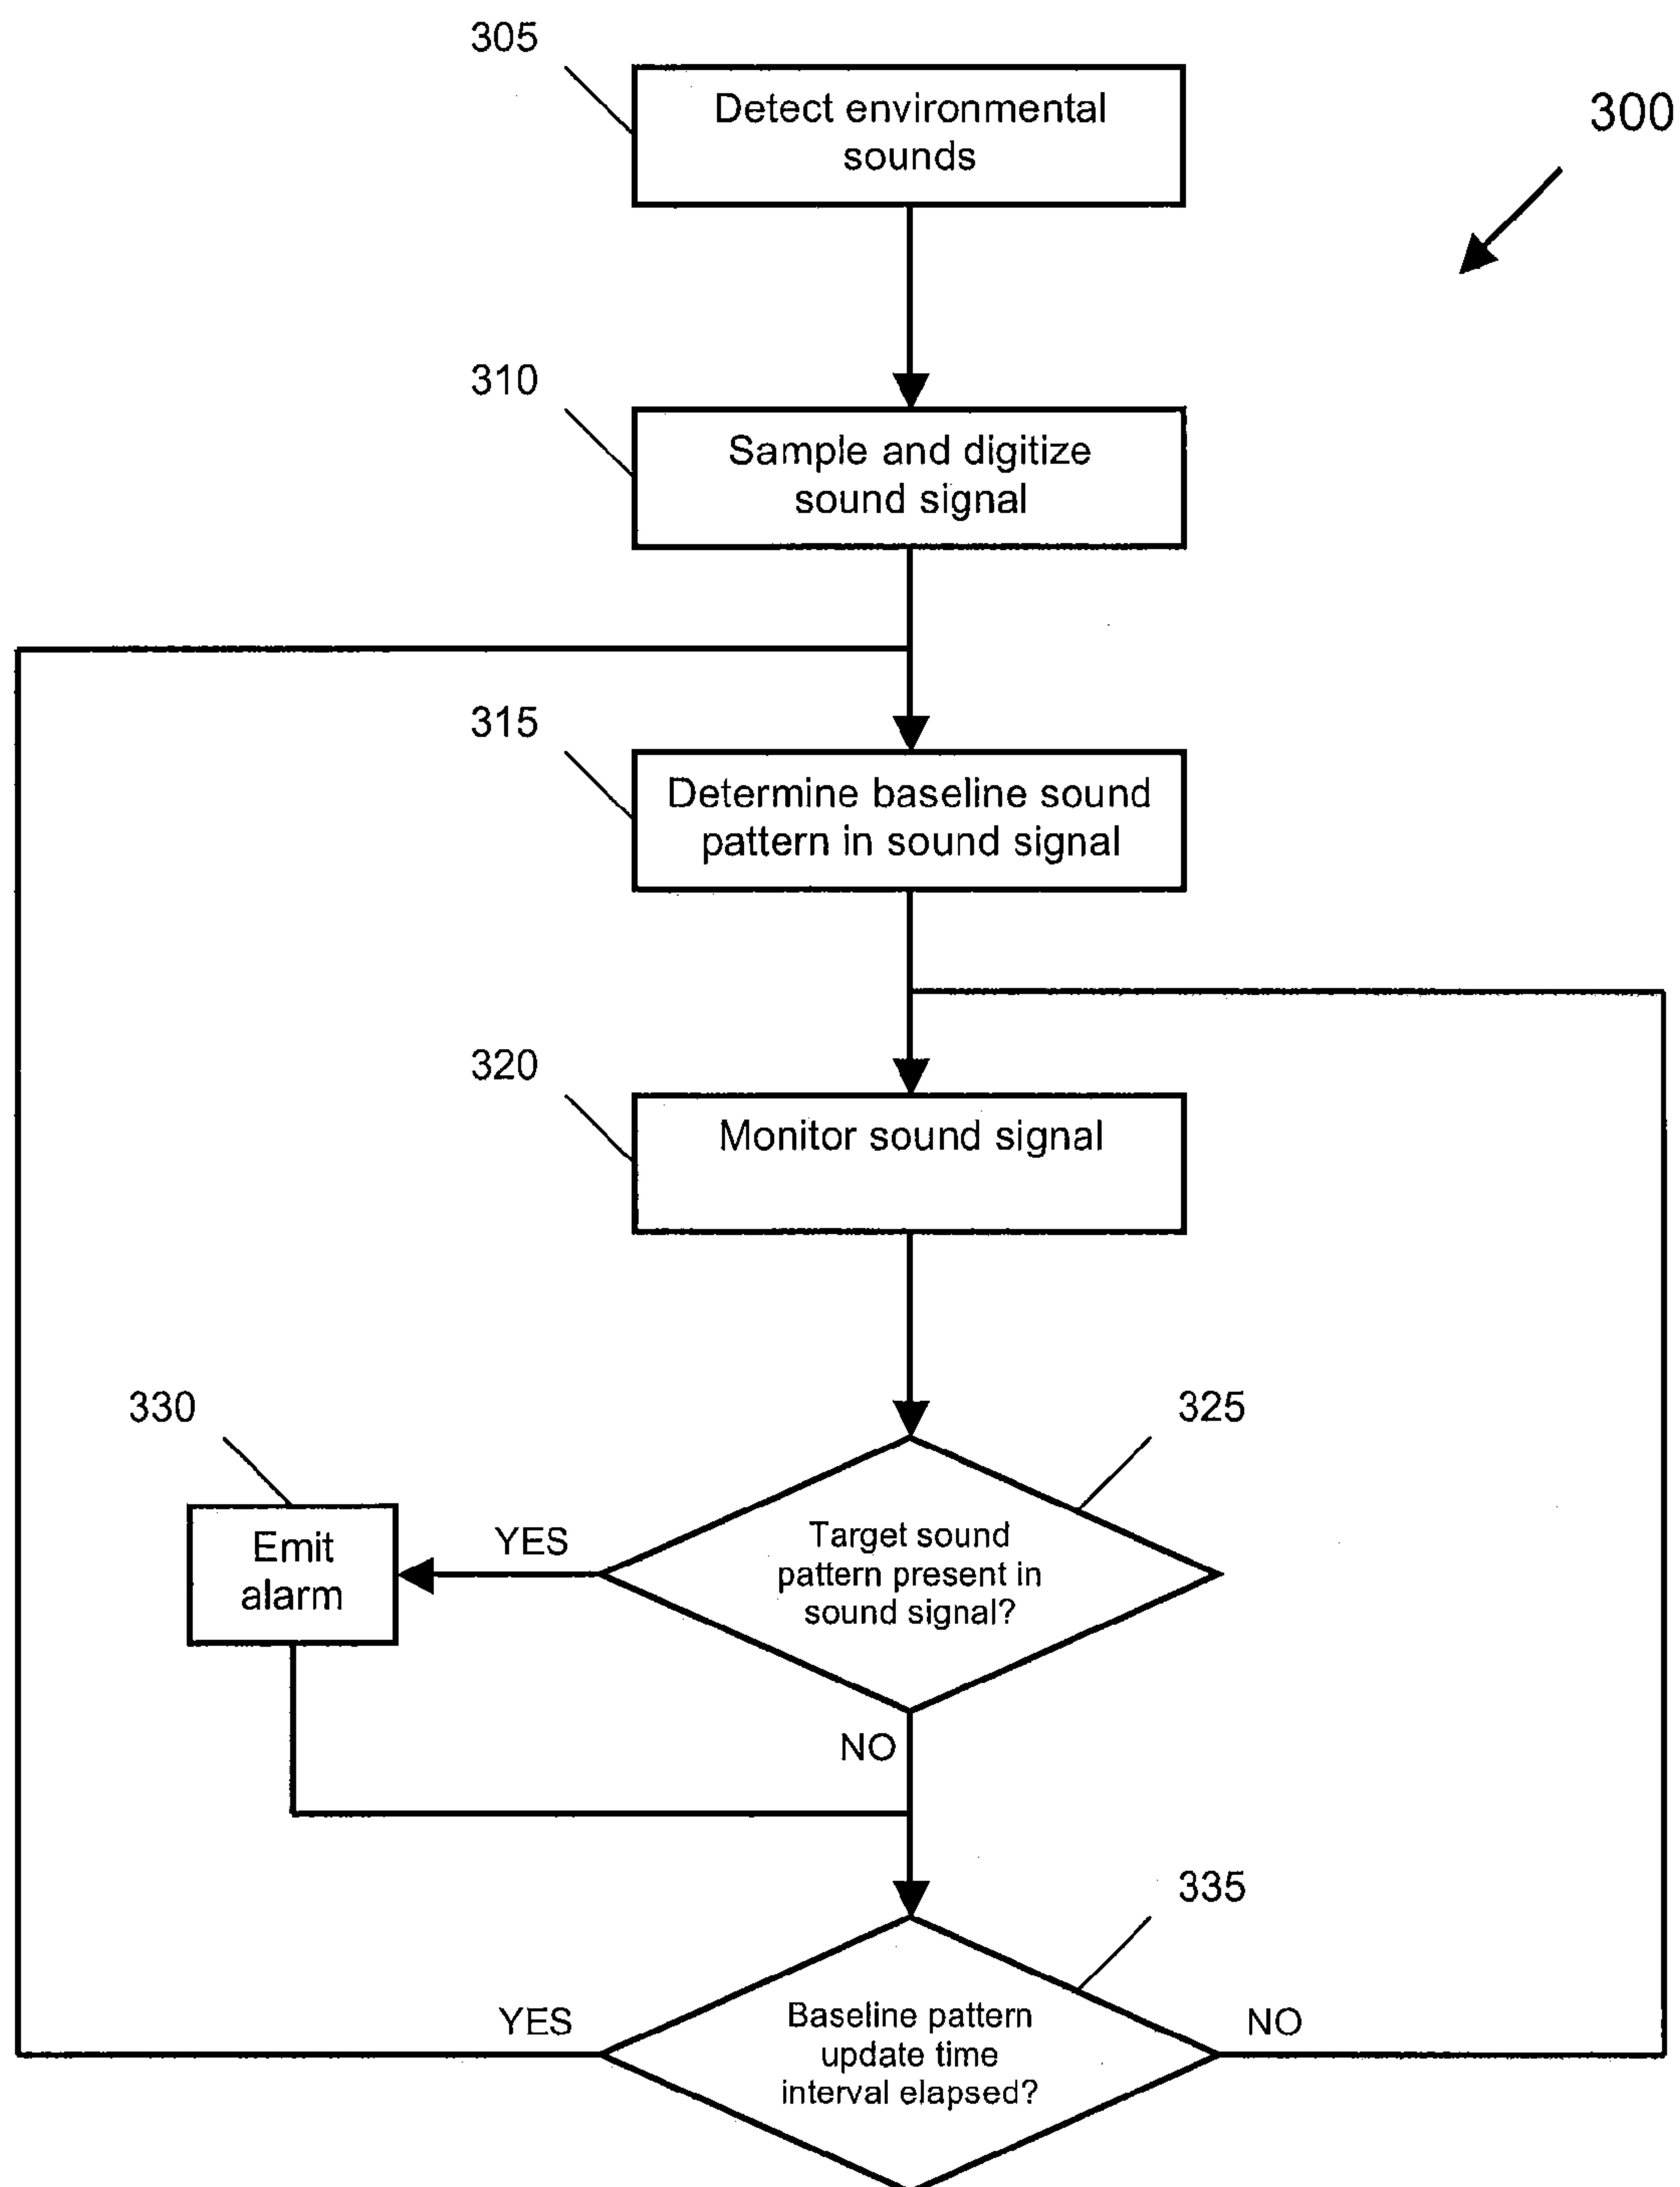 305
Detect environmental
sounds
300
310
Sample and digitize
sound signal
315
Determine baseline sound
pattern in sound signal
320
Monitor sound signal
330
325
Emit
alarm
YES
Target sound
pattern present in
sound signal?
NO
335
YES
Baseline pattern
update time
interval elapsed?
NO